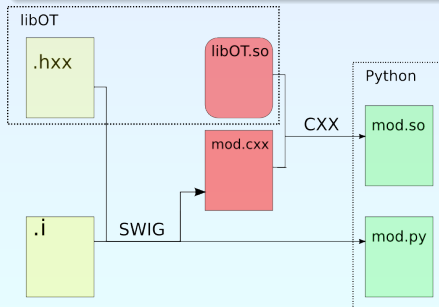 libOT
.hxx
libOT.so
Python
CXX
mod.so
mod.cxx
.i
SWIG
mod.py